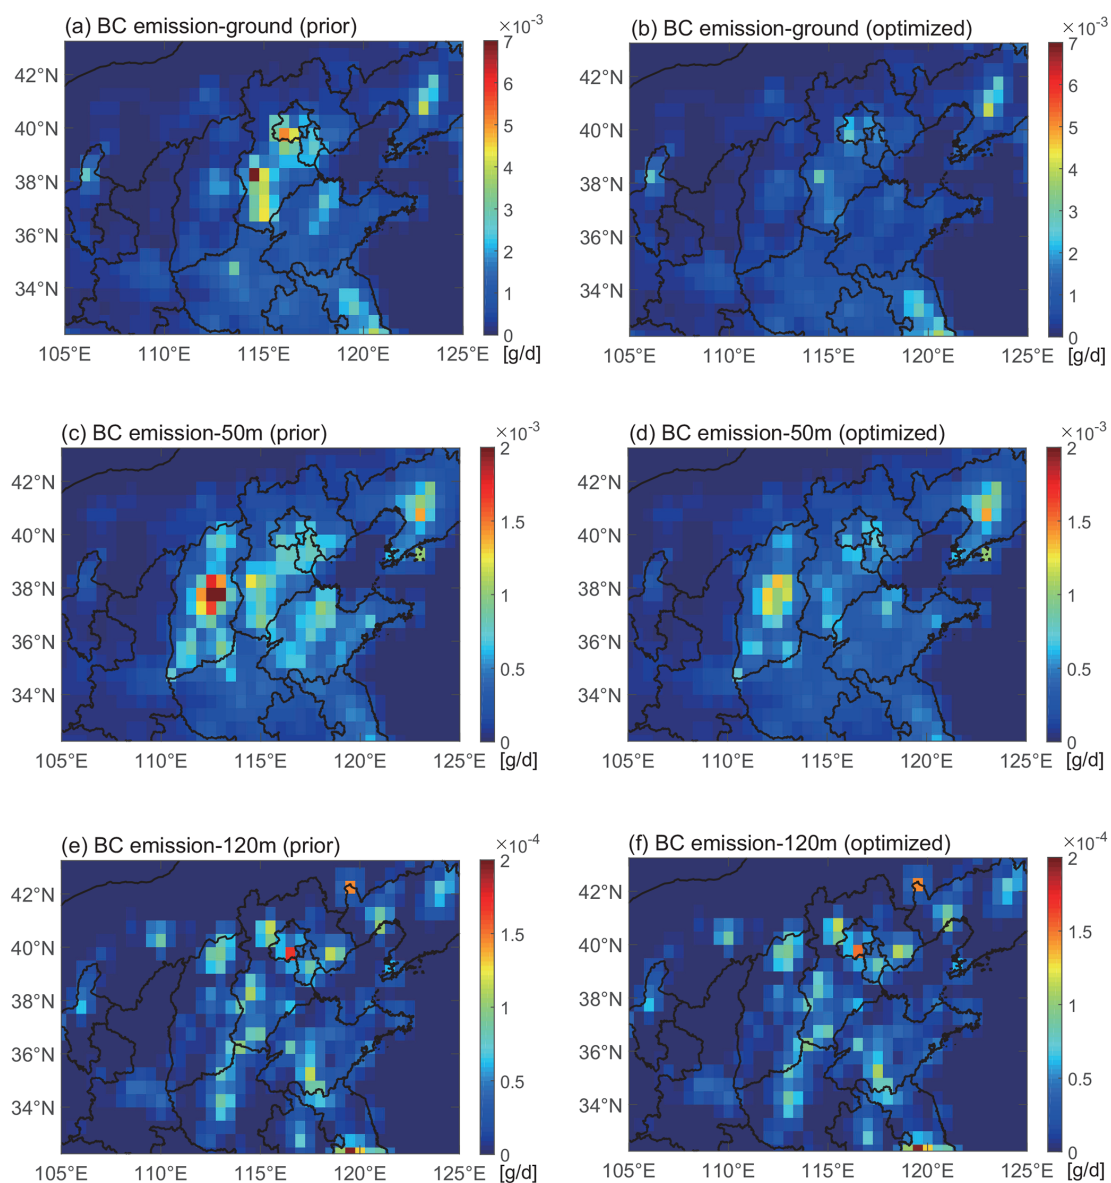 (a) BC emission-ground (prior)
×10-3
42°N
40°N
38°N
36°N
34°N
105°E 110°E 115°E 120°E 125°E
7
6
5
4
3
2
1
0
[g/d]
(b) BC emission-ground (optimized)
×10-3
42°N
40°N
38°N
36°N
34°N
105°E 110°E 115°E 120°E 125°E
7
6
5
4
3
2
1
0
[g/d]
(c) BC emission-50m (prior)
×10-3
42°N
40°N
38°N
36°N
34°N
105°E 110°E 115°E 120°E 125°E
2
1.5
1
0.5
0
[g/d]
(d) BC emission-50m (optimized)
×10-3
42°N
40°N
38°N
36°N
34°N
105°E 110°E 115°E 120°E 125°E
2
1.5
1
0.5
0
[g/d]
(e) BC emission-120m (prior)
×10-4
42°N
40°N
38°N
36°N
34°N
105°E 110°E 115°E 120°E 125°E
2
1.5
1
0.5
0
[g/d]
(f) BC emission-120m (optimized)
×10-4
42°N
40°N
38°N
36°N
34°N
105°E 110°E 115°E 120°E 125°E
2
1.5
1
0.5
0
[g/d]